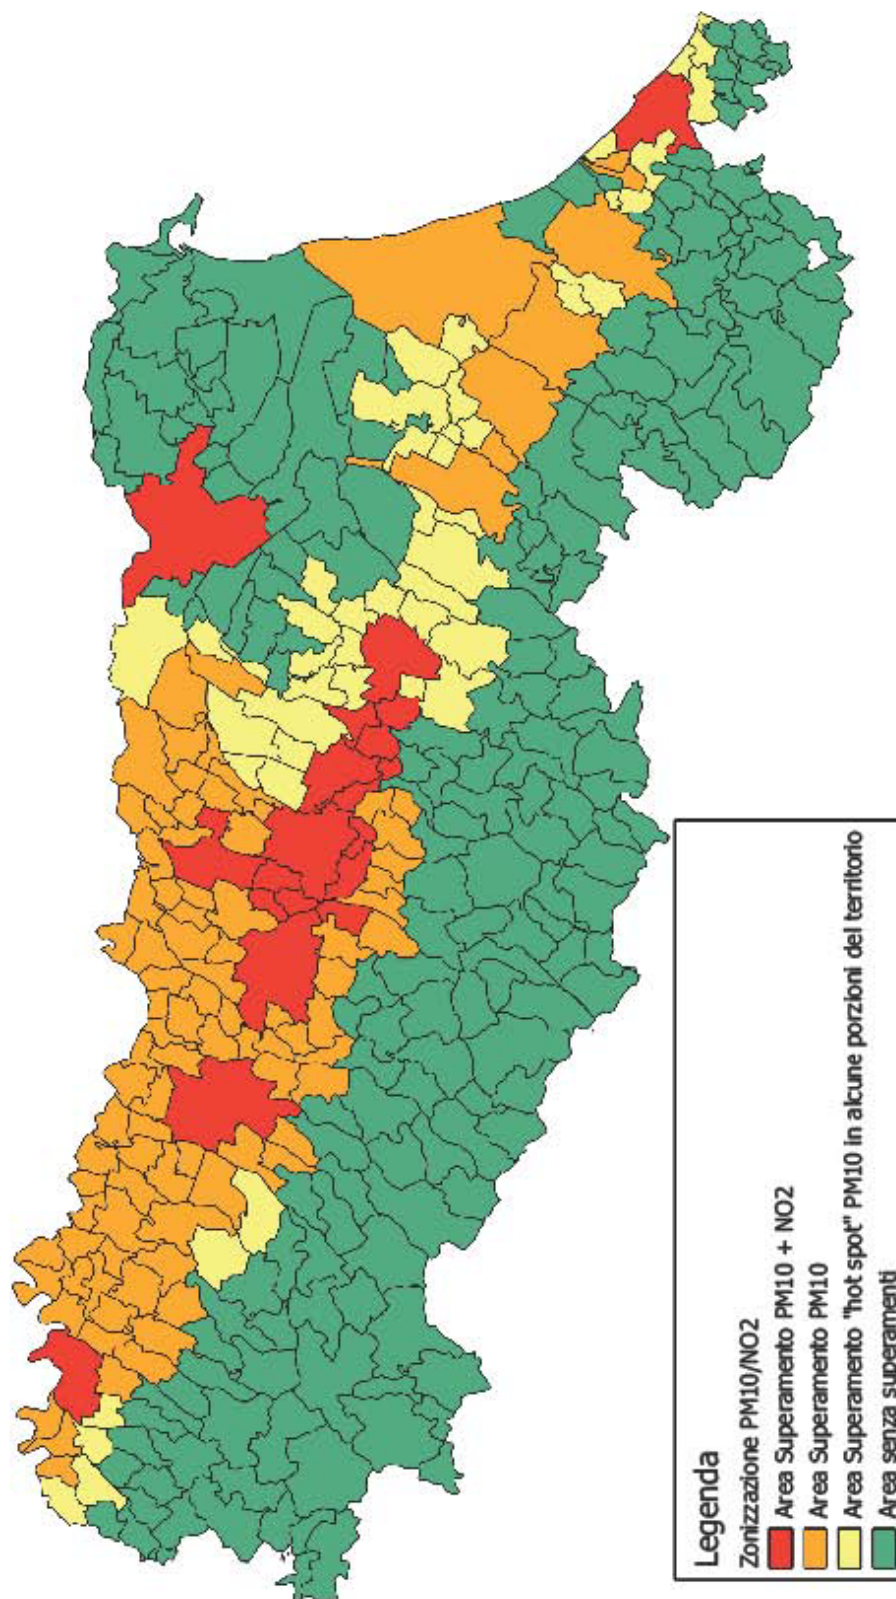 Legenda
Zonizzazione PM10/NO2
Area Superamento PM10 + NO2
Area Superamento PM10
Area Superamento "hot spot" PM10 in alcune porzioni del territorio
Area senza superamenti